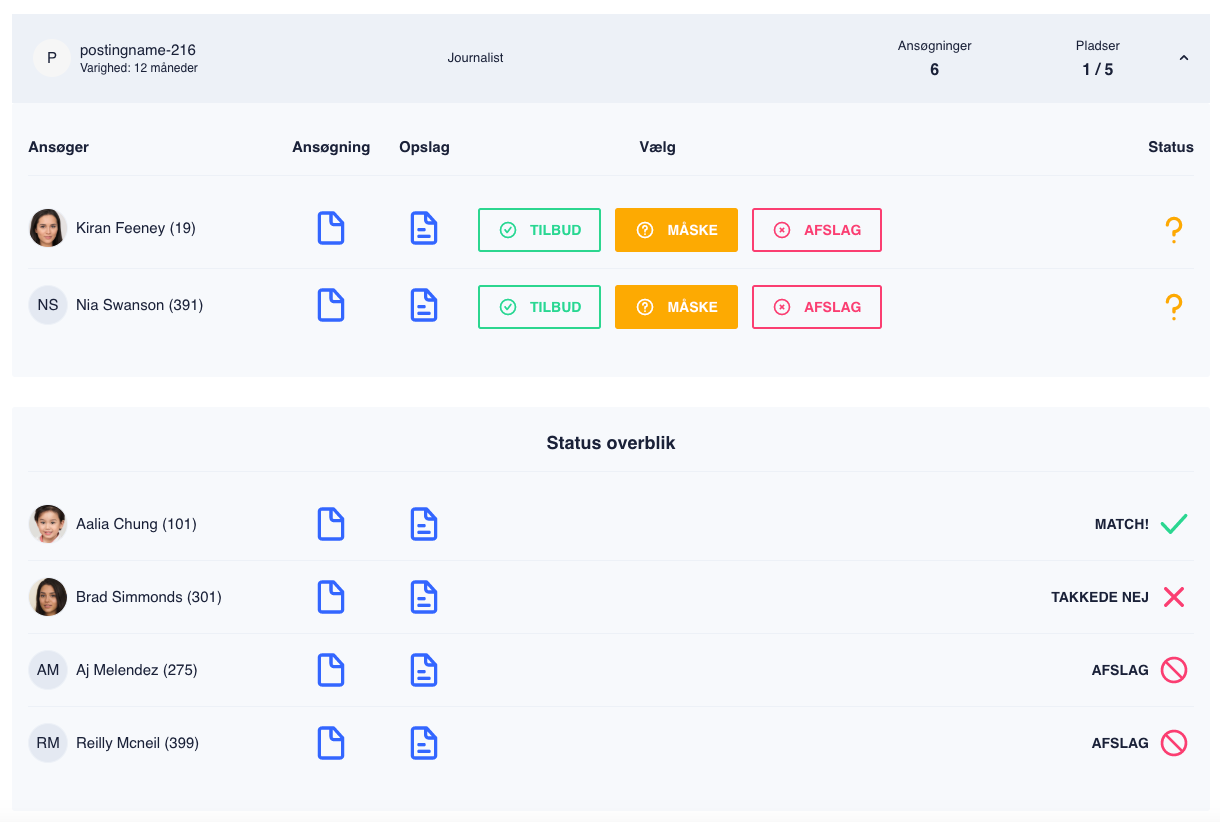 P
postingname-216
Varighed: 12 måneder
Journalist
Ansøgninger
6
Pladser
1 / 5
Ansøger Ansøgning Opslag Vælg Status
Kiran Feeney (19) TILBUD MÅSKE AFSLAG
NS Nia Swanson (391) TILBUD MÅSKE AFSLAG
Status overblik
Aalia Chung (101) MATCH!
Brad Simmonds (301) TAKKEDE NEJ
AM Aj Melendez (275) AFSLAG
RM Reilly Mcneil (399) AFSLAG